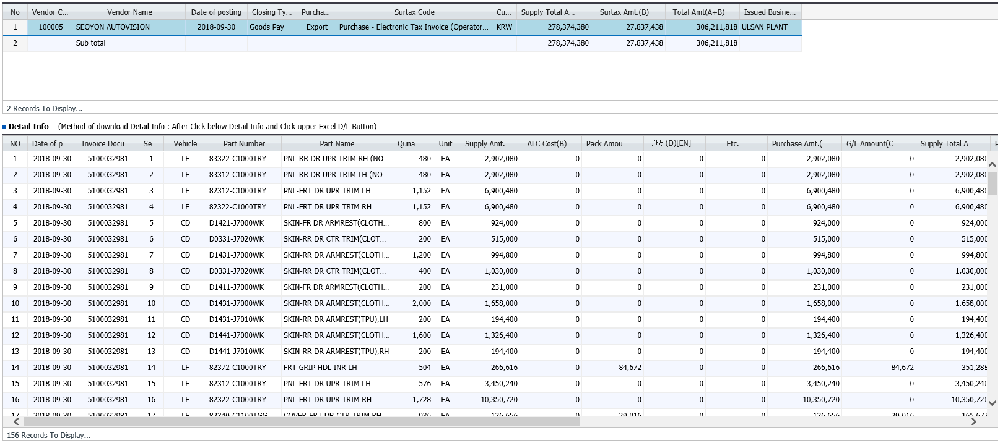 No Vendor C... Vendor Name Date of posting Closing Ty... Purcha... Surtax Code Cu... Supply Total A... Surtax Amt.(B) Total Amt(A+B) Issued Busine...
1 100005 SEOYON AUTOVISION 2018-09-30 Goods Pay Export Purchase - Electronic Tax Invoice (Operator... KRW 278,374,380 27,837,438 306,211,818 ULSAN PLANT
2 Sub total 278,374,380 27,837,438 306,211,818
2 Records To Display...
Detail Info (Method of download Detail Info : After Click below Detail Info and Click upper Excel D/L Button)
NO Date of p... Invoice Docu... Se... Vehicle Part Number Part Name Quna... Unit Supply Amt. ALC Cost(B) Pack Amou... 관세(D)[EN] Etc. Purchase Amt.(... G/L Amount(C... Supply Total A...
1 2018-09-30 5100032981 1 LF 83322-C1000TRY PNL-RR DR UPR TRIM RH (NO... 480 EA 2,902,080 0 0 0 0 2,902,080 0 2,902,080
2 2018-09-30 5100032981 2 LF 83312-C1000TRY PNL-RR DR UPR TRIM LH (NO... 480 EA 2,902,080 0 0 0 0 2,902,080 0 2,902,080
3 2018-09-30 5100032981 3 LF 82312-C1000TRY PNL-FRT DR UPR TRIM LH 1,152 EA 6,900,480 0 0 0 0 6,900,480 0 6,900,480
4 2018-09-30 5100032981 4 LF 82322-C1000TRY PNL-FRT DR UPR TRIM RH 1,152 EA 6,900,480 0 0 0 0 6,900,480 0 6,900,480
5 2018-09-30 5100032981 5 CD D1421-J7000WK SKIN-FR DR ARMREST(CLOTH... 800 EA 924,000 0 0 0 0 924,000 0 924,000
6 2018-09-30 5100032981 6 CD D0331-J7020WK SKIN-RR DR CTR TRIM(CLOT... 200 EA 515,000 0 0 0 0 515,000 0 515,000
7 2018-09-30 5100032981 7 CD D1431-J7000WK SKIN-RR DR ARMREST(CLOTH... 1,200 EA 994,800 0 0 0 0 994,800 0 994,800
8 2018-09-30 5100032981 8 CD D0331-J7020WK SKIN-RR DR CTR TRIM(CLOT... 400 EA 1,030,000 0 0 0 0 1,030,000 0 1,030,000
9 2018-09-30 5100032981 9 CD D1411-J7000WK SKIN-FR DR ARMREST(CLOTH... 200 EA 231,000 0 0 0 0 231,000 0 231,000
10 2018-09-30 5100032981 10 CD D1431-J7000WK SKIN-RR DR ARMREST(CLOTH... 2,000 EA 1,658,000 0 0 0 0 1,658,000 0 1,658,000
11 2018-09-30 5100032981 11 CD D1431-J7010WK SKIN-RR DR ARMREST(TPU),LH 200 EA 194,400 0 0 0 0 194,400 0 194,400
12 2018-09-30 5100032981 12 CD D1441-J7000WK SKIN-RR DR ARMREST(CLOTH... 1,600 EA 1,326,400 0 0 0 0 1,326,400 0 1,326,400
13 2018-09-30 5100032981 13 CD D1441-J7010WK SKIN-RR DR ARMREST(TPU),RH 200 EA 194,400 0 0 0 0 194,400 0 194,400
14 2018-09-30 5100032981 14 LF 82372-C1000TRY FRT GRIP HDL INR LH 504 EA 266,616 0 84,672 0 0 266,616 84,672 351,288
15 2018-09-30 5100032981 15 LF 82312-C1000TRY PNL-FRT DR UPR TRIM LH 576 EA 3,450,240 0 0 0 0 3,450,240 0 3,450,240
16 2018-09-30 5100032981 16 LF 82322-C1000TRY PNL-FRT DR UPR TRIM RH 1,728 EA 10,350,720 0 0 0 0 10,350,720 0 10,350,720
17 2018-09-30 5100032981 17 LF 82340-C1100TGG COVER-FRT DR CTR TRIM RH 936 EA 136,656 0 29,016 0 0 136,656 29,016 165,672
156 Records To Display...